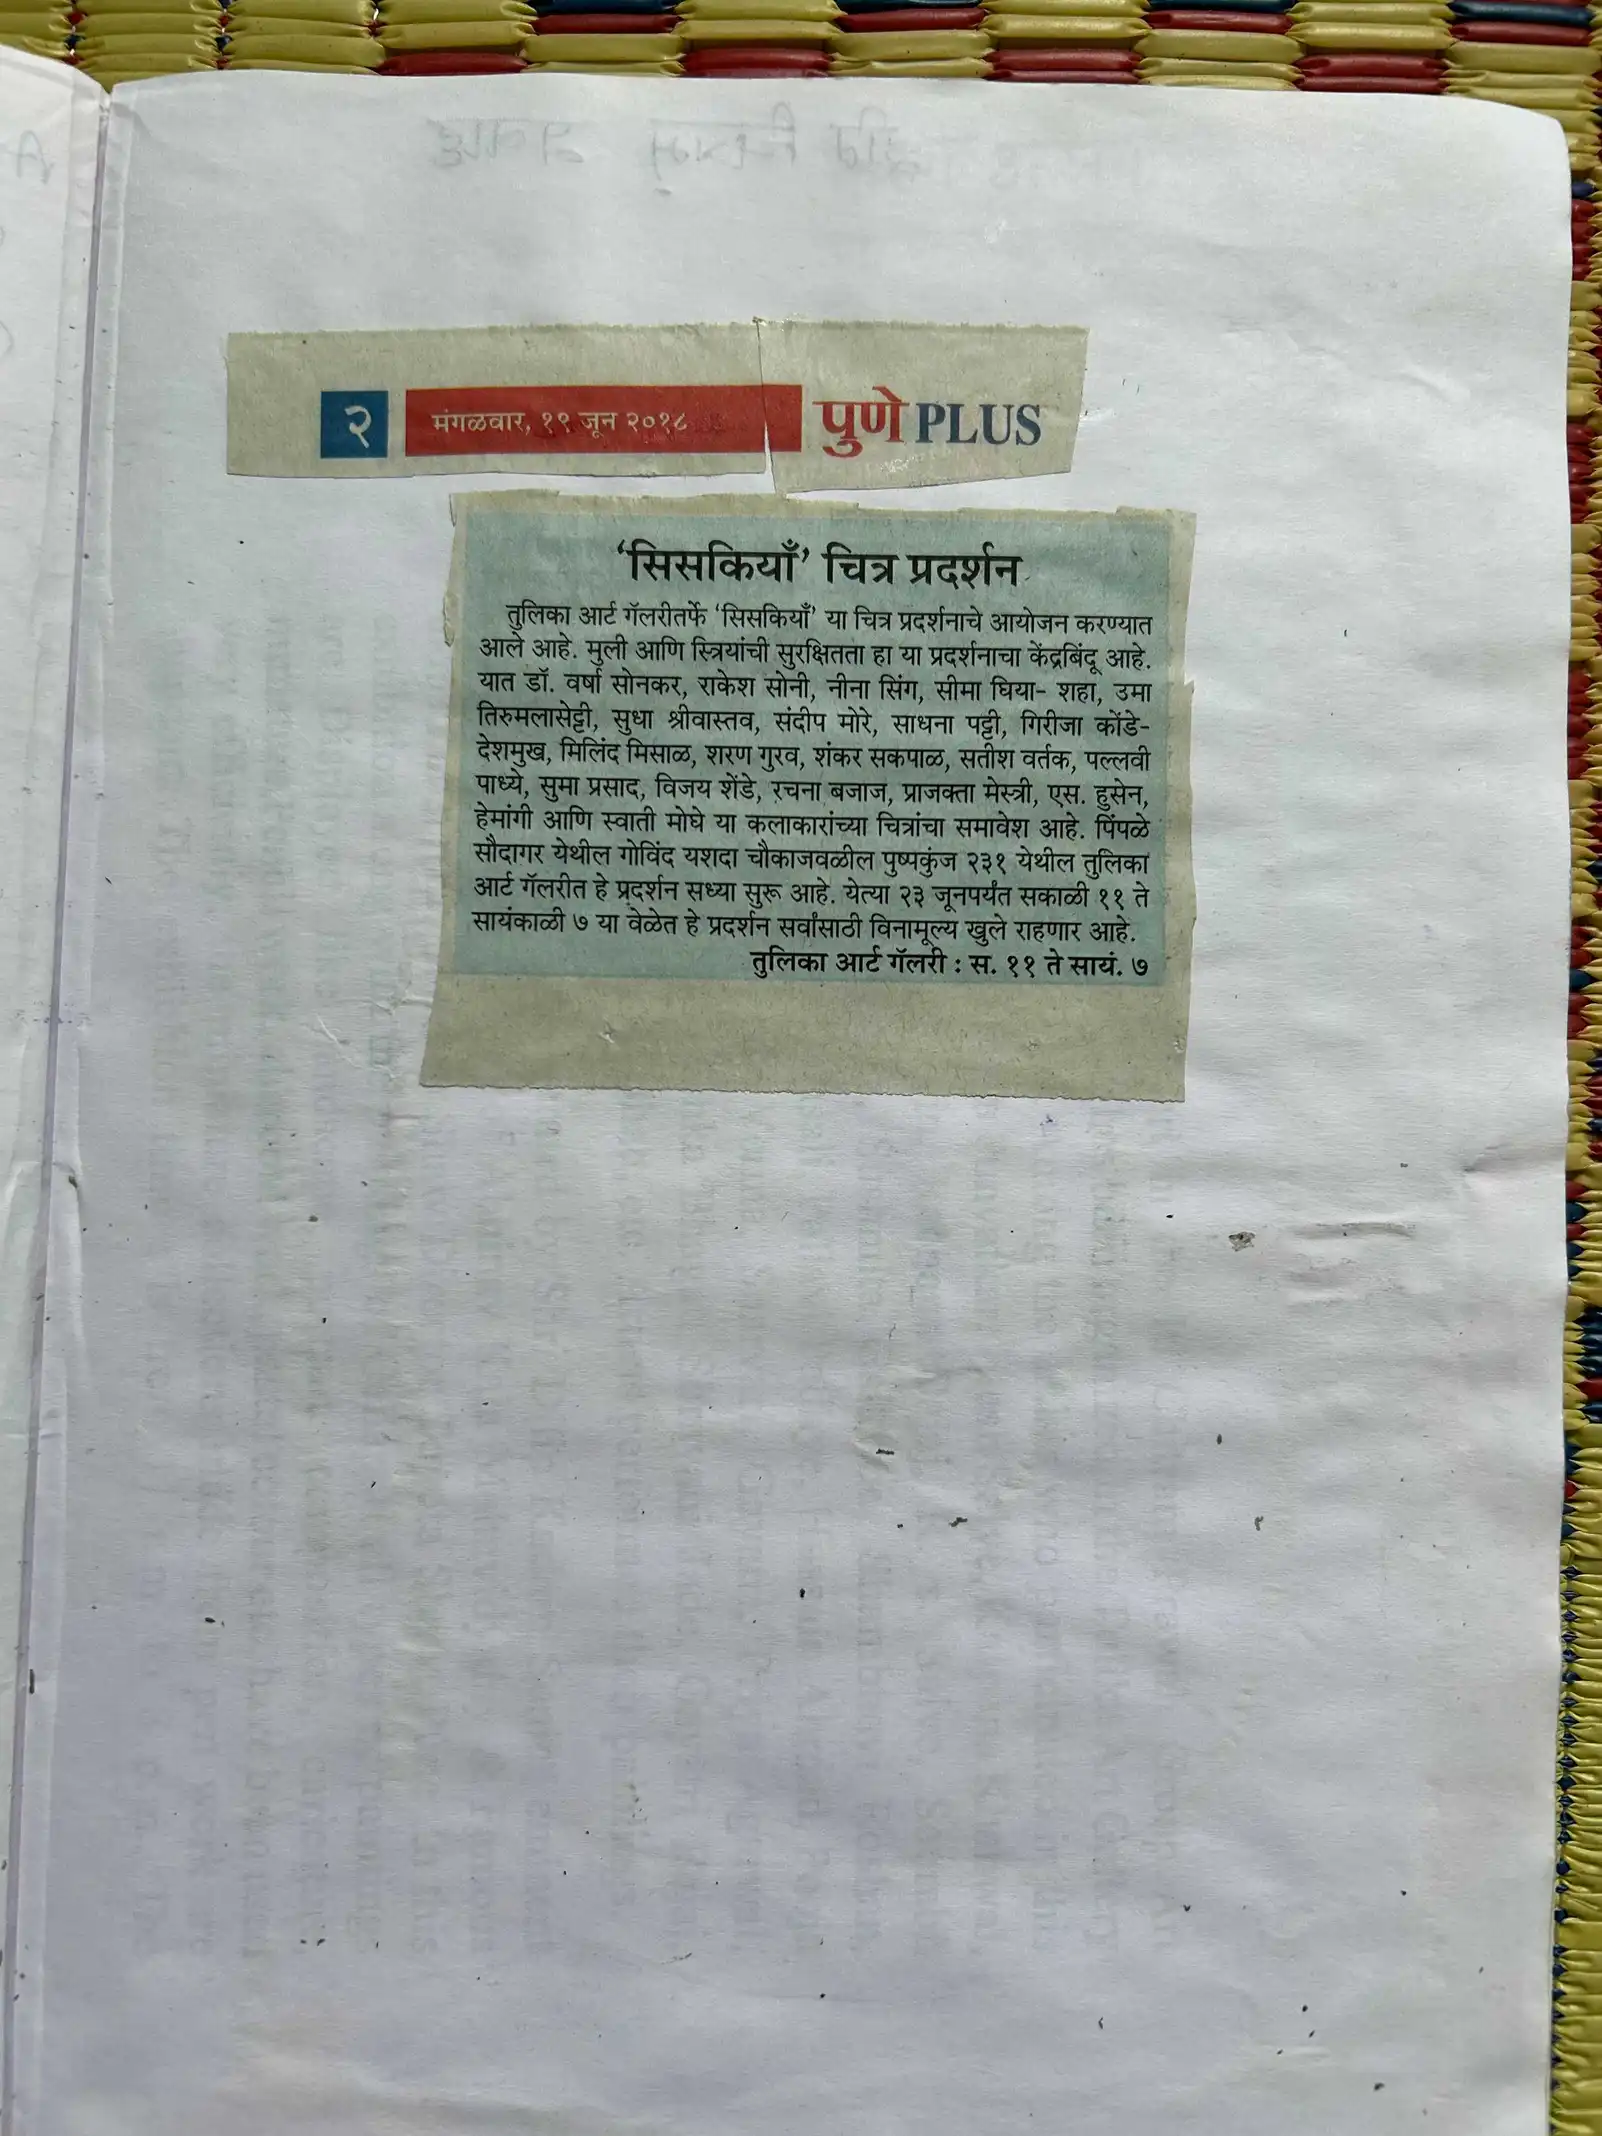 २ मंगळवार, १९ जून २०१८ पुणे PLUS
‘सिसकियाँ’ चित्र प्रदर्शन
तुलिका आर्ट गॅलरीतर्फे ‘सिसकियाँ’ या चित्र प्रदर्शनाचे आयोजन करण्यात
आले आहे. मुली आणि स्त्रियांची सुरक्षितता हा या प्रदर्शनाचा केंद्रबिंदू आहे.
यात डॉ. वर्षा सोनकर, राकेश सोनी, नीना सिंग, सीमा घिया- शहा, उमा
तिरुमलासेट्टी, सुधा श्रीवास्तव, संदीप मोरे, साधना पट्टी, गिरीजा कोंडे-
देशमुख, मिलिंद मिसाळ, शरण गुरव, शंकर सकपाळ, सतीश वर्तक, पल्लवी
पाध्ये, सुमा प्रसाद, विजय शेंडे, रचना बजाज, प्राजक्ता मेस्त्री, एस. हुसेन,
हेमांगी आणि स्वाती मोघे या कलाकारांच्या चित्रांचा समावेश आहे. पिंपळे
सौदागर येथील गोविंद यशदा चौकाजवळील पुष्पकुंज २३१ येथील तुलिका
आर्ट गॅलरीत हे प्रदर्शन सध्या सुरू आहे. येत्या २३ जूनपर्यंत सकाळी ११ ते
सायंकाळी ७ या वेळेत हे प्रदर्शन सर्वांसाठी विनामूल्य खुले राहणार आहे.
तुलिका आर्ट गॅलरी : स. ११ ते सायं. ७